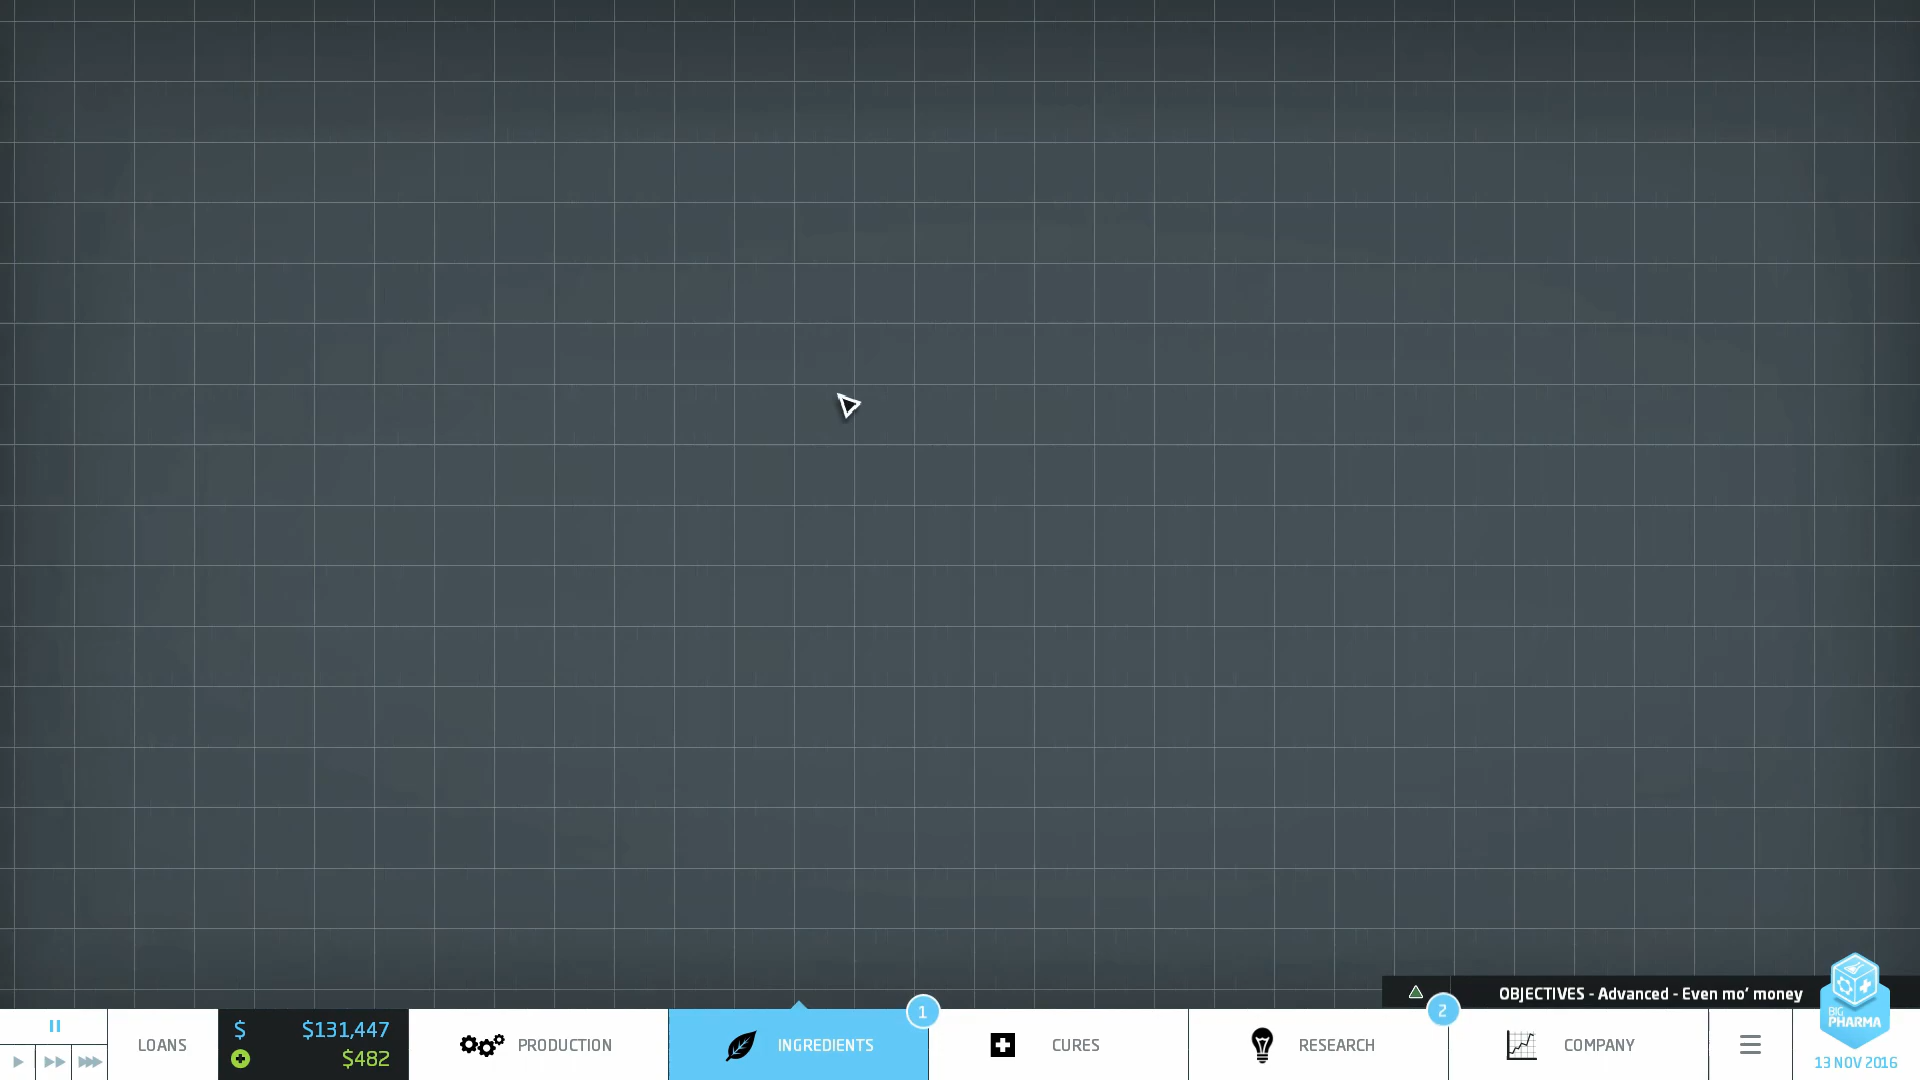 OBJECTIVES - Advanced - Even mo' money
1
2
LOANS
$ $131,447
$482
PRODUCTION
INGREDIENTS
CURES
RESEARCH
COMPANY
BIG
PHARMA
13 NOV 2016